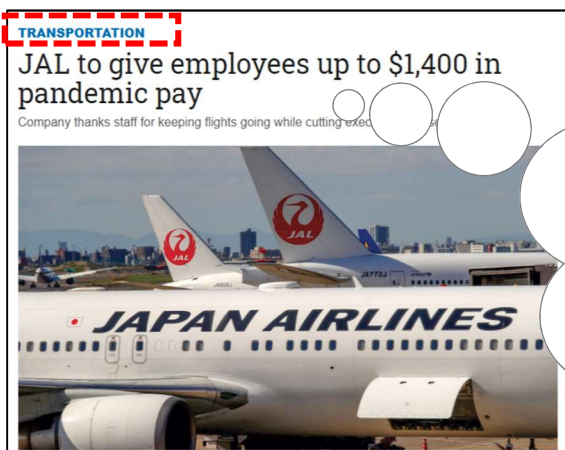 TRANSPORTATION
JAL to give employees up to $1,400 in
pandemic pay
Company thanks staff for keeping flights going while cutting
JAL
JAL
JA772J
JAPAN AIRLINES